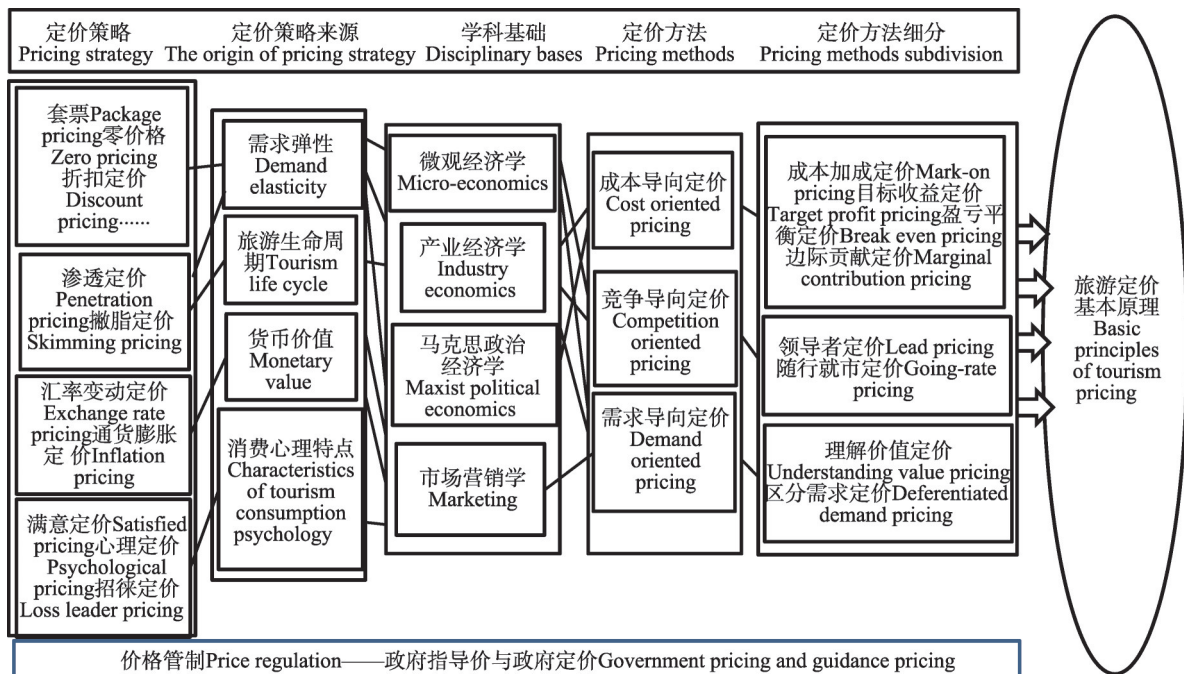 定价策略
Pricing strategy
定价策略来源
The origin of pricing strategy
学科基础
Disciplinary bases
定价方法
Pricing methods
定价方法细分
Pricing methods subdivision
套票Package
pricing零价格
Zero pricing
折扣定价
Discount
pricing······
渗透定价
Penetration
pricing撇脂定价
Skimming pricing
汇率变动定价
Exchange rate
pricing通货膨胀
定 价Inflation
pricing
满意定价Satisfied
pricing心理定价
Psychological
pricing招徕定价
Loss leader pricing
需求弹性
Demand
elasticity
旅游生命周
期Tourism
life cycle
货币价值
Monetary
value
消费心理特点
Characteristics
of tourism
consumption
psychology
微观经济学
Micro-economics
产业经济学
Industry
economics
马克思政治
经济学
Maxist political
economics
市场营销学
Marketing
成本导向定价
Cost oriented
pricing
竞争导向定价
Competition
oriented
pricing
需求导向定价
Demand
oriented
pricing
成本加成定价Mark-on
pricing目标收益定价
Target profit pricing盈亏平
衡定价Break even pricing
边际贡献定价Marginal
contribution pricing
领导者定价Lead pricing
随行就市定价Going-rate
pricing
理解价值定价
Understanding value pricing
区分需求定价Deferentiated
demand pricing
旅游定价
基本原理
Basic
principles
of tourism
pricing
价格管制Price regulation——政府指导价与政府定价Government pricing and guidance pricing